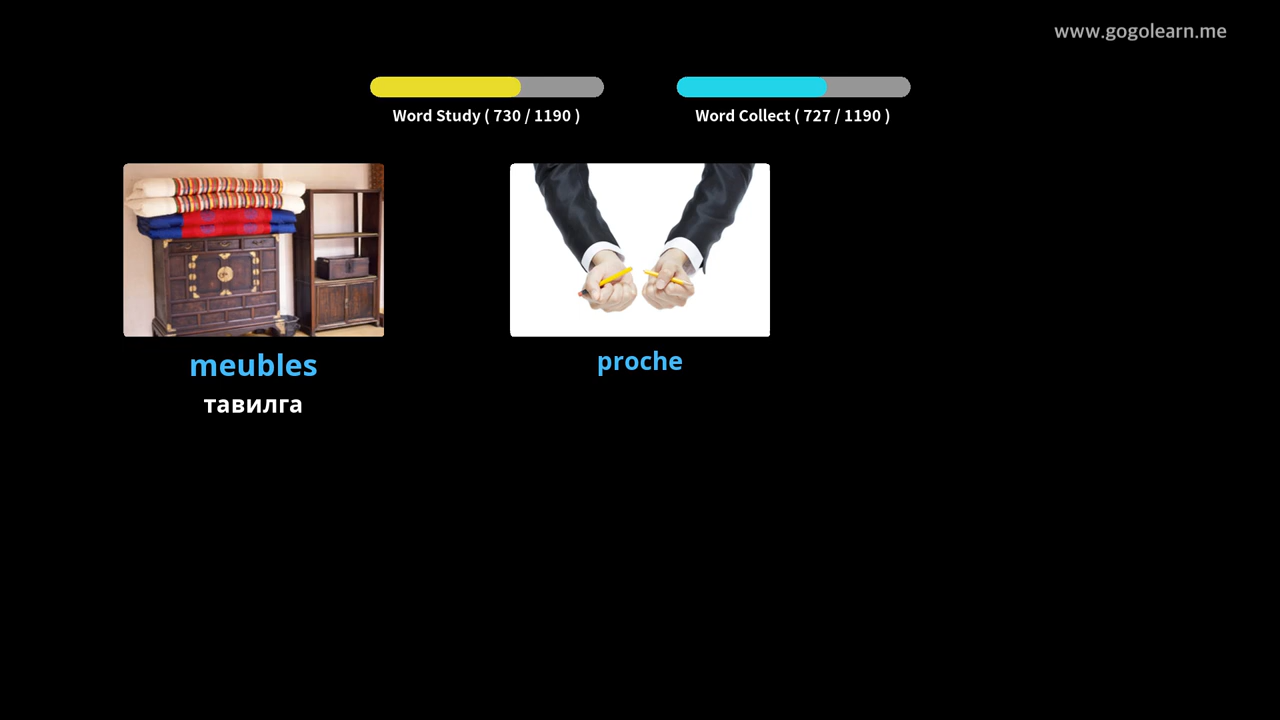 www.gogolearn.me
Word Study ( 730 / 1190 )
Word Collect ( 727 / 1190 )
meubles
тавилга
proche